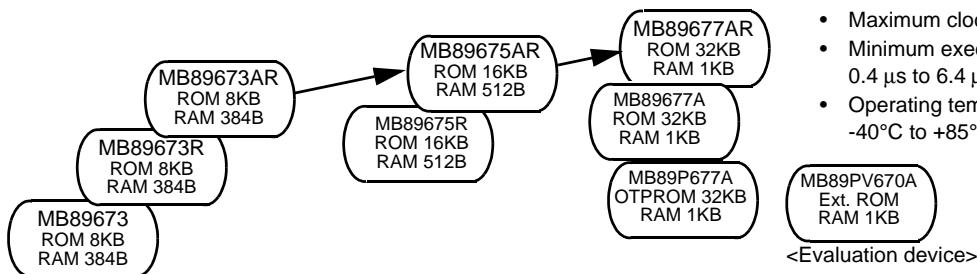 MB89677AR
ROM 32KB
RAM 1KB
MB89675AR
ROM 16KB
RAM 512B
MB89673AR
ROM 8KB
RAM 384B
MB89677A
ROM 32KB
RAM 1KB
MB89675R
ROM 16KB
RAM 512B
MB89673R
ROM 8KB
RAM 384B
MB89P677A
OTPROM 32KB
RAM 1KB
MB89PV670A
Ext. ROM
RAM 1KB
<Evaluation device>
MB89673
ROM 8KB
RAM 384B
• Maximum
• Minimum
0.4 µs to 6.4
• Operating
-40°C to +85°